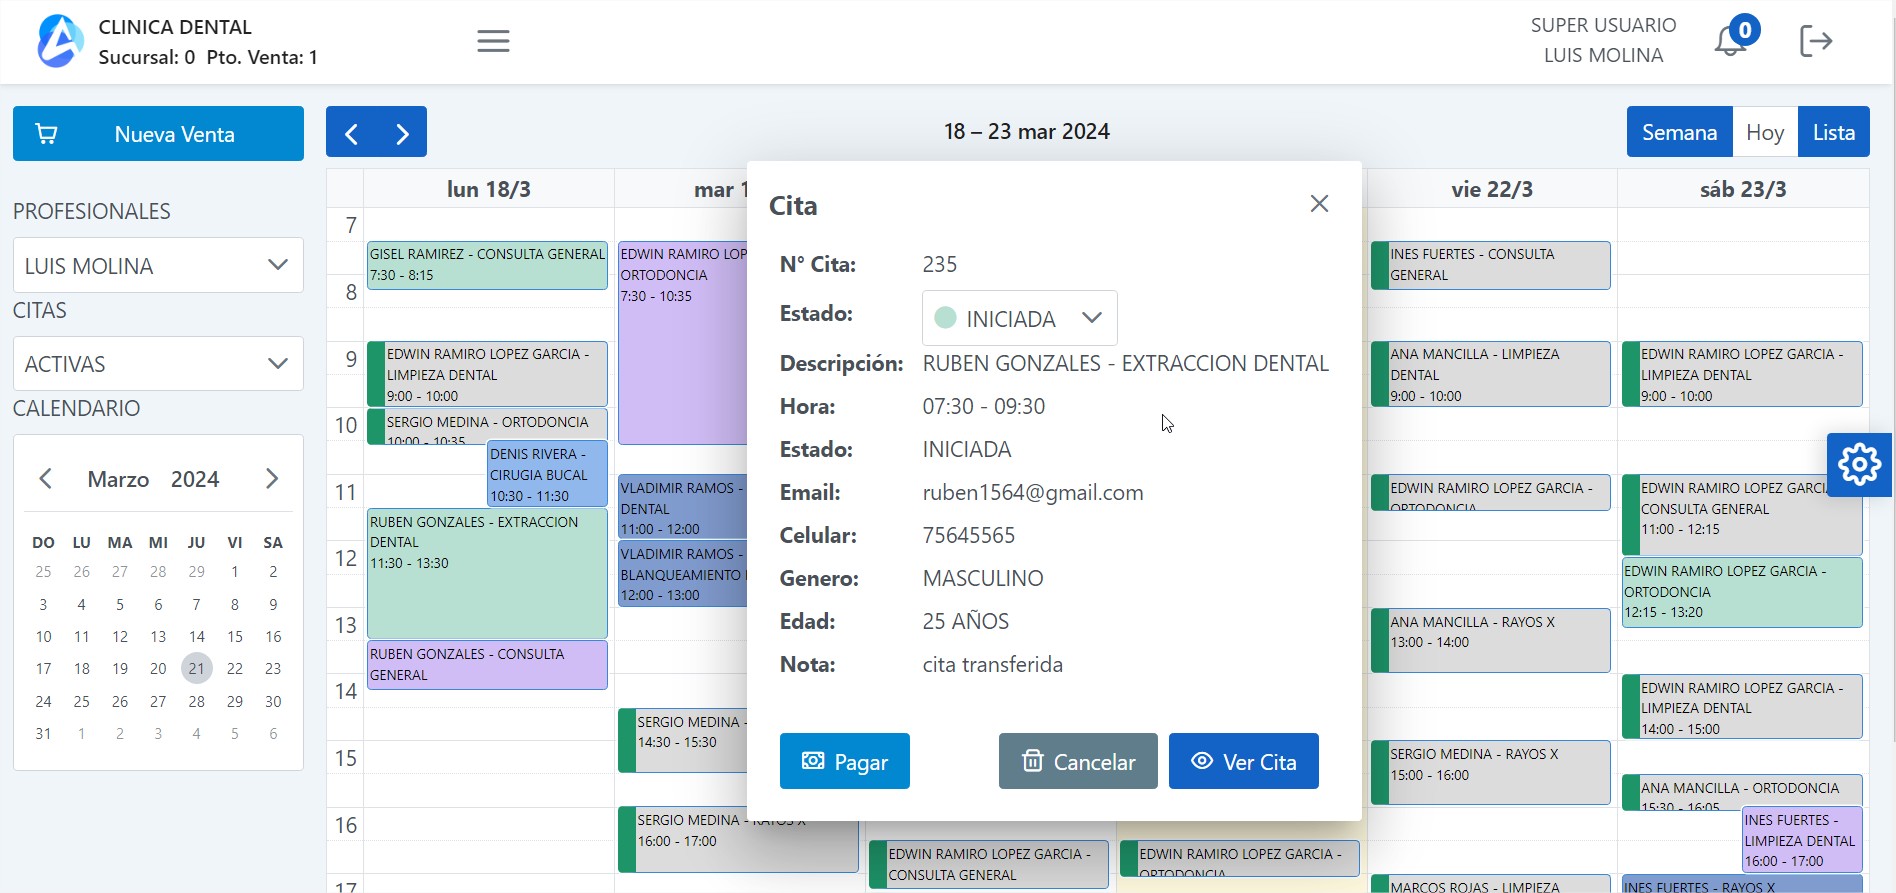 CLINICA DENTAL
Sucursal: 0 Pto. Venta: 1
SUPER USUARIO
LUIS MOLINA
0
Nueva Venta
PROFESIONALES
LUIS MOLINA
CITAS
ACTIVAS
CALENDARIO
Marzo 2024
DO LU MA MI JU VI SA
25 26 27 28 29 1 2
3 4 5 6 7 8 9
10 11 12 13 14 15 16
17 18 19 20 21 22 23
24 25 26 27 28 29 30
31 1 2 3 4 5 6
18 – 23 mar 2024
Semana Hoy Lista
lun 18/3
mar 1
vie 22/3
sáb 23/3
7
8
9
10
11
12
13
14
15
16
17
GISEL RAMIREZ - CONSULTA GENERAL
7:30 - 8:15
EDWIN RAMIRO LOPEZ GARCIA -
LIMPIEZA DENTAL
9:00 - 10:00
SERGIO MEDINA - ORTODONCIA
10:00 - 10:35
DENIS RIVERA -
CIRUGIA BUCAL
10:30 - 11:30
RUBEN GONZALES - EXTRACCION
DENTAL
11:30 - 13:30
RUBEN GONZALES - CONSULTA
GENERAL
EDWIN RAMIRO LOP
ORTODONCIA
7:30 - 10:35
VLADIMIR RAMOS -
DENTAL
11:00 - 12:00
VLADIMIR RAMOS -
BLANQUEAMIENTO
12:00 - 13:00
SERGIO MEDINA -
14:30 - 15:30
SERGIO MEDINA - RAYOS X
16:00 - 17:00
Cita
N° Cita: 235
Estado: INICIADA
Descripción: RUBEN GONZALES - EXTRACCION DENTAL
Hora: 07:30 - 09:30
Estado: INICIADA
Email: ruben1564@gmail.com
Celular: 75645565
Genero: MASCULINO
Edad: 25 AÑOS
Nota: cita transferida
Pagar
Cancelar
Ver Cita
EDWIN RAMIRO LOPEZ GARCIA -
CONSULTA GENERAL
EDWIN RAMIRO LOPEZ GARCIA -
ORTODONCIA
INES FUERTES - CONSULTA
GENERAL
ANA MANCILLA - LIMPIEZA
DENTAL
9:00 - 10:00
EDWIN RAMIRO LOPEZ GARCIA -
ORTODONCIA
ANA MANCILLA - RAYOS X
13:00 - 14:00
SERGIO MEDINA - RAYOS X
15:00 - 16:00
MARCOS ROJAS - LIMPIEZA
EDWIN RAMIRO LOPEZ GARCIA -
LIMPIEZA DENTAL
9:00 - 10:00
EDWIN RAMIRO LOPEZ GARCIA -
CONSULTA GENERAL
11:00 - 12:15
EDWIN RAMIRO LOPEZ GARCIA -
ORTODONCIA
12:15 - 13:20
EDWIN RAMIRO LOPEZ GARCIA -
LIMPIEZA DENTAL
14:00 - 15:00
ANA MANCILLA - ORTODONCIA
15:30 - 16:05
INES FUERTES -
LIMPIEZA DENTAL
16:00 - 17:00
INES FUERTES - RAYOS X